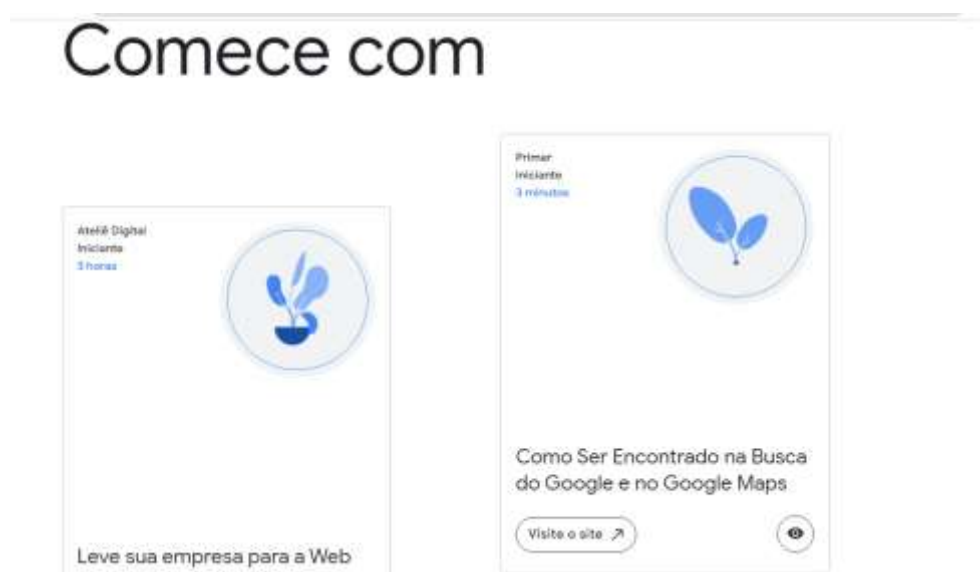 Comece com
Ateliê Digital
Iniciante
3 horas
Leve sua empresa para a Web
Primer
Iniciante
3 minutos
Como Ser Encontrado na Busca
do Google e no Google Maps
Visite o site